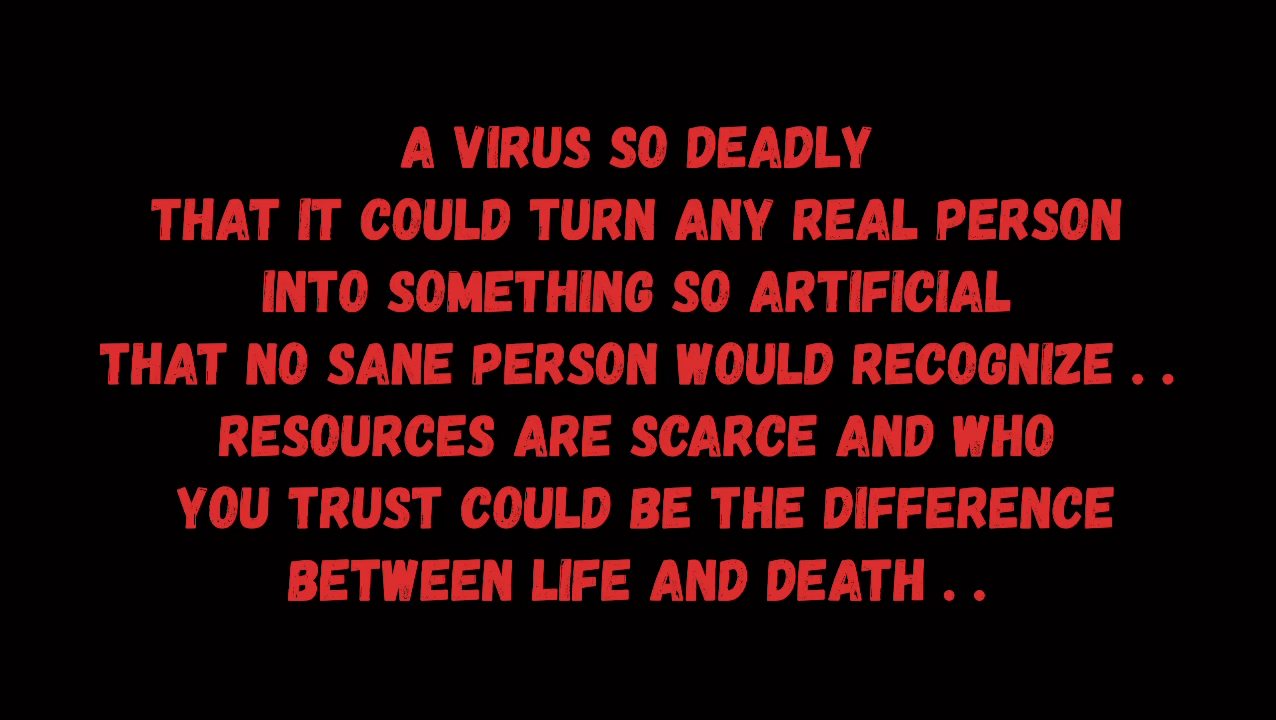 A VIRUS SO DEADLY
THAT IT COULD TURN ANY REAL PERSON
INTO SOMETHING SO ARTIFICIAL
THAT NO SANE PERSON WOULD RECOGNIZE . .
RESOURCES ARE SCARCE AND WHO
YOU TRUST COULD BE THE DIFFERENCE
BETWEEN LIFE AND DEATH . .